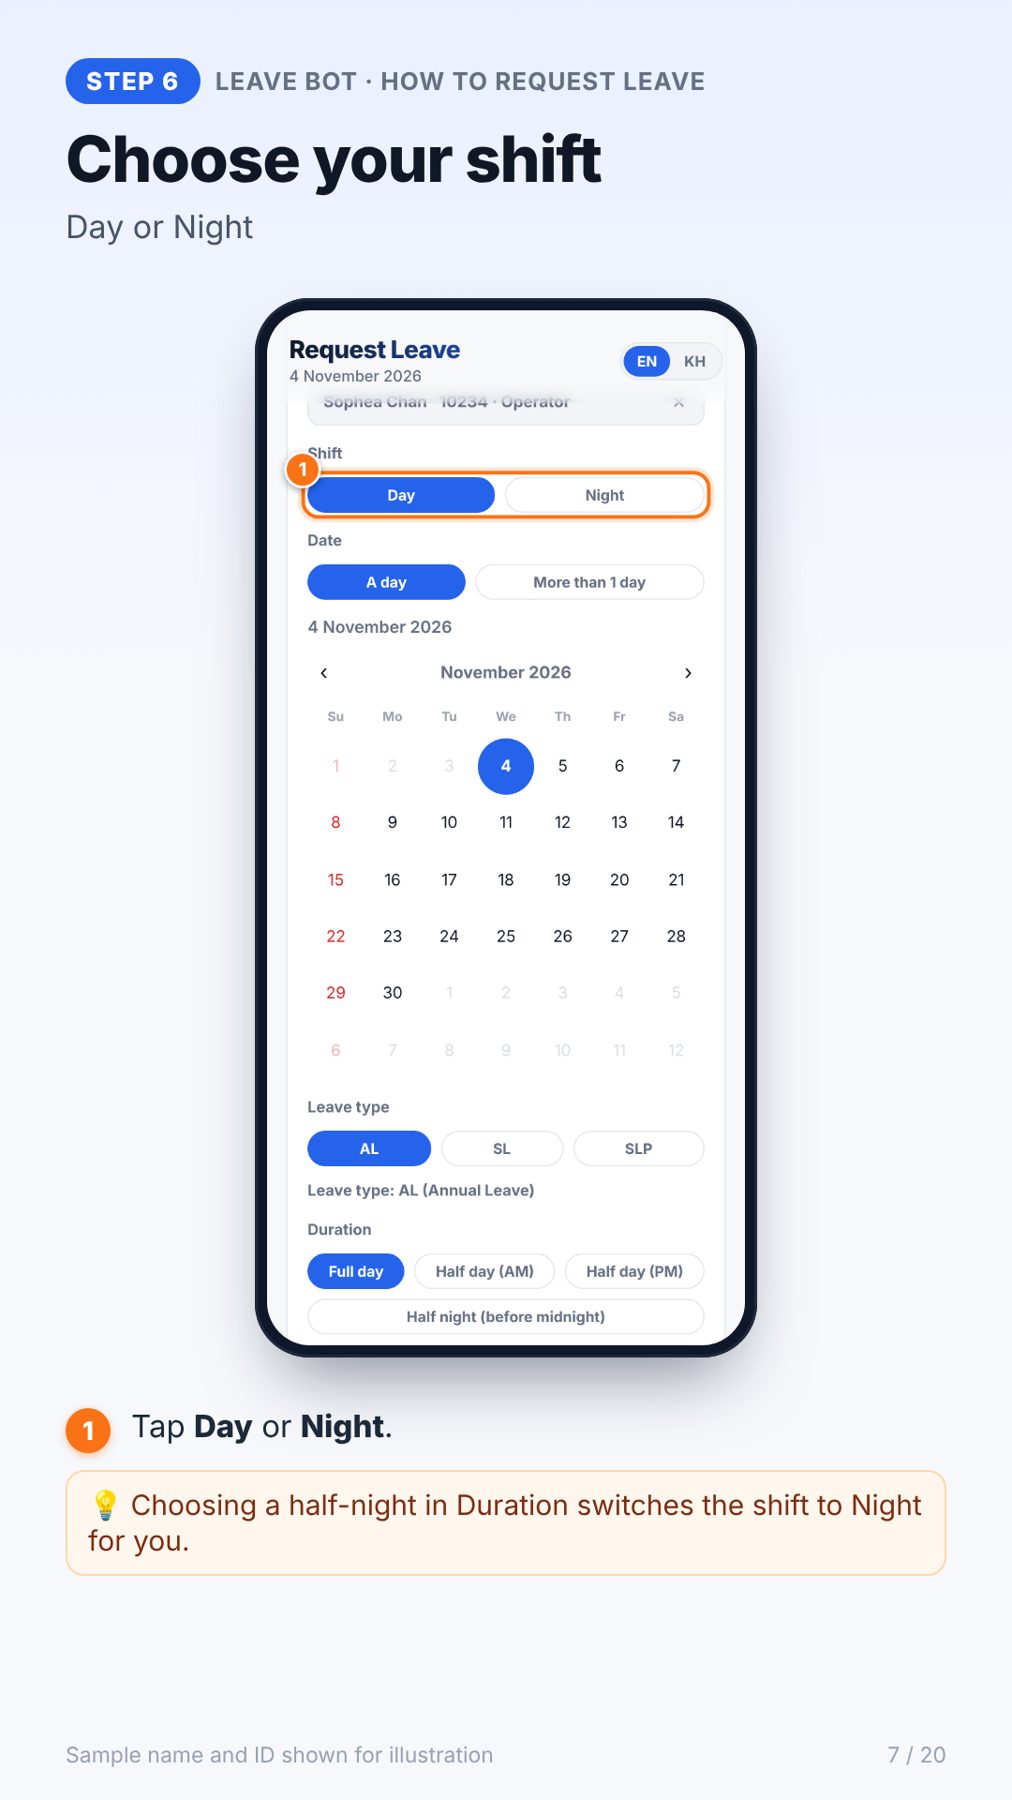 STEP 6 LEAVE BOT · HOW TO REQUEST LEAVE
Choose your shift
Day or Night
Request Leave
4 November 2026
EN KH
Sophea Chan 10234 · Operator ×
Shift
1
Day Night
Date
A day More than 1 day
4 November 2026
‹ November 2026 ›
Su Mo Tu We Th Fr Sa
1 2 3 4 5 6 7
8 9 10 11 12 13 14
15 16 17 18 19 20 21
22 23 24 25 26 27 28
29 30 1 2 3 4 5
6 7 8 9 10 11 12
Leave type
AL SL SLP
Leave type: AL (Annual Leave)
Duration
Full day Half day (AM) Half day (PM)
Half night (before midnight)
1 Tap Day or Night.
💡 Choosing a half-night in Duration switches the shift to Night
for you.
Sample name and ID shown for illustration 7 / 20